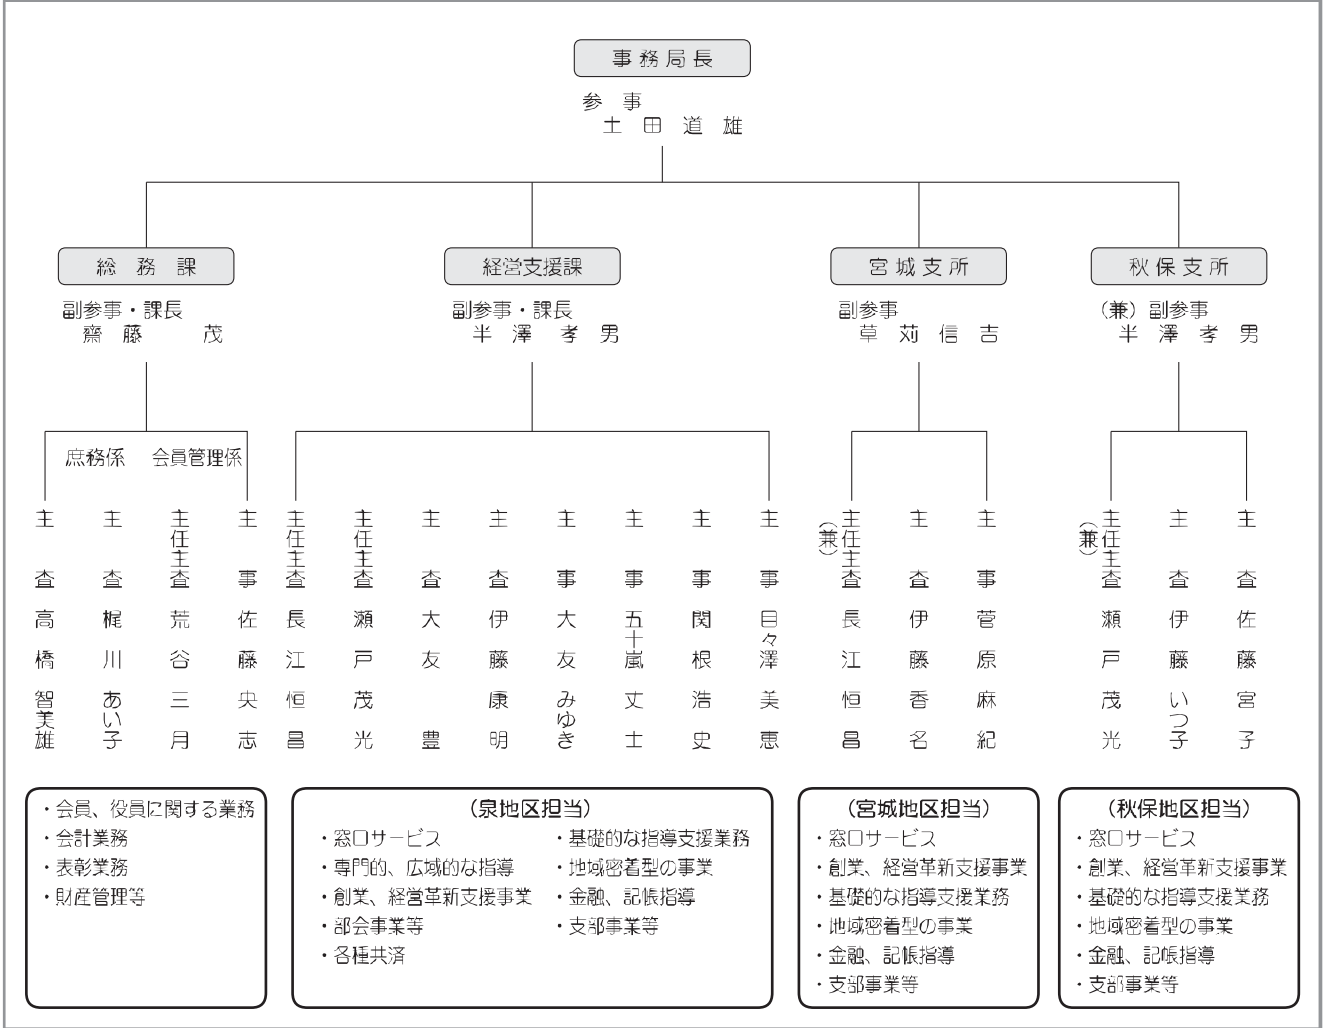 事務局長
参事
土田道雄
総務課
副参事・課長
齋藤 茂
庶務係
会員管理係
主査 高橋智美雄
主査 梶川あい子
主任主査 荒谷三月
主事 佐藤央志
・会員、役員に関する業務
・会計業務
・表彰業務
・財産管理等
経営支援課
副参事・課長
半澤孝男
主任主査 長江恒昌
主任主査 瀬戸茂光
主査 大友豊
主査 伊藤康明
主事 大友みゆき
主事 五十嵐丈士
主事 関根浩史
主事 目々澤美恵
（泉地区担当）
・窓口サービス
・専門的、広域的な指導
・創業、経営革新支援事業
・部会事業等
・各種共済
・基礎的な指導支援業務
・地域密着型の事業
・金融、記帳指導
・支部事業等
宮城支所
副参事
草苅信吉
（兼）主任主査 長江恒昌
主査 伊藤香名
主事 菅原麻紀
（宮城地区担当）
・窓口サービス
・創業、経営革新支援事業
・基礎的な指導支援業務
・地域密着型の事業
・金融、記帳指導
・支部事業等
秋保支所
（兼）副参事
半澤孝男
（兼）主任主査 瀬戸茂光
主査 伊藤いつ子
主査 佐藤宮子
（秋保地区担当）
・窓口サービス
・創業、経営革新支援事業
・基礎的な指導支援業務
・地域密着型の事業
・金融、記帳指導
・支部事業等